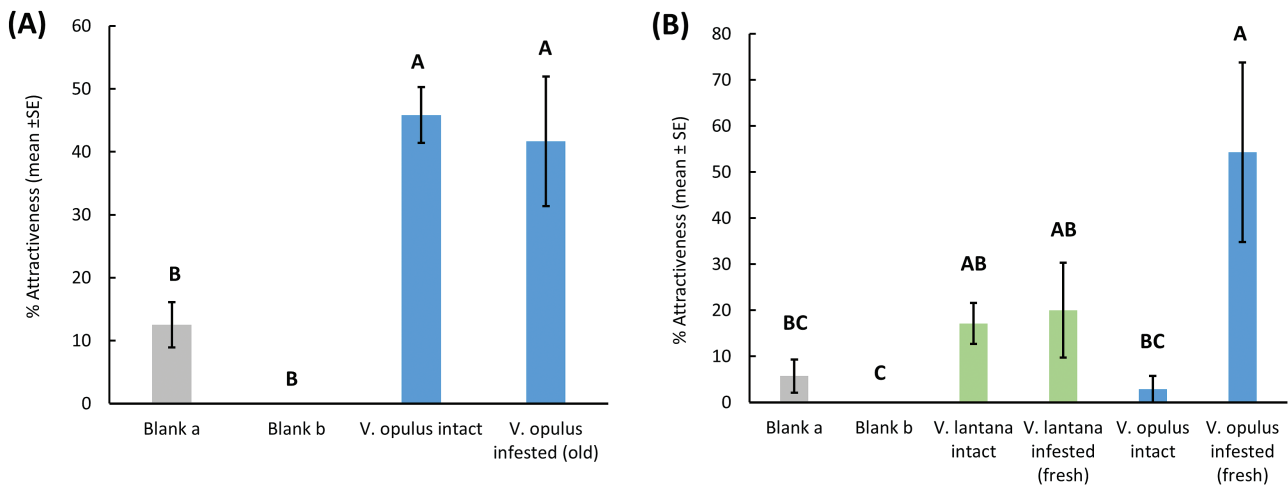 (A)
% Attractiveness (mean ±SE)
60
50
40
30
20
10
0
B
B
A
A
Blank a
Blank b
V. opulus intact
V. opulus
infested (old)
(B)
% Attractiveness (mean ± SE)
80
70
60
50
40
30
20
10
0
BC
C
AB
AB
BC
A
Blank a
Blank b
V. lantana
intact
V. lantana
infested
(fresh)
V. opulus
intact
V. opulus
infested
(fresh)